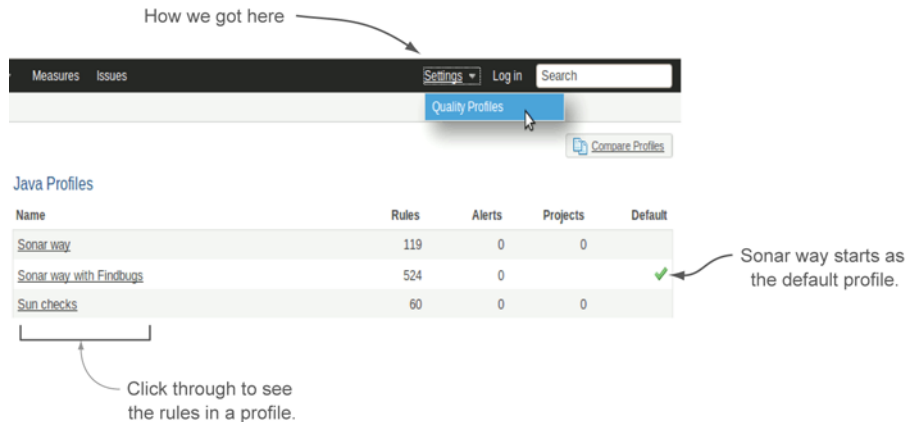 How we got here
Measures Issues Settings Log in Search
Quality Profiles
Compare Profiles
Java Profiles
Name Rules Alerts Projects Default
Sonar way 119 0 0
Sonar way with Findbugs 524 0
Sun checks 60 0 0
Sonar way starts as
the default profile.
Click through to see
the rules in a profile.